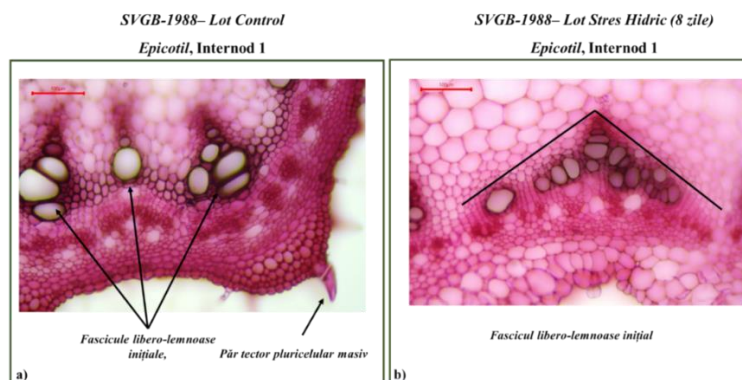 SVGB-1988– Lot Control
Epicotil, Internod 1
Fascicule libero-lemnoase
inițiale,
Păr tector pluricelular masiv
a)
SVGB-1988– Lot Stres Hidric (8 zile)
Epicotil, Internod 1
Fascicul libero-lemnoase inițial
b)